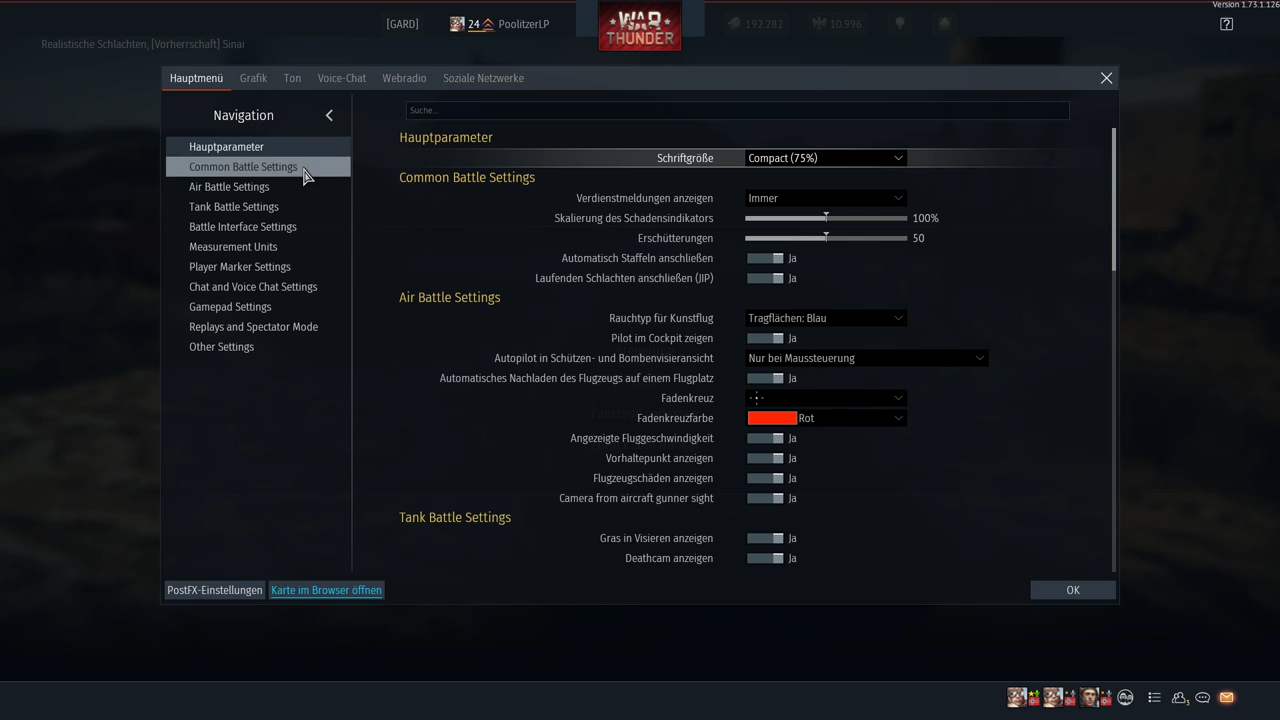 Version 1.73.1.126
[GARD]
24
PoolitzerLP
WAR THUNDER
192.282
10.996
Realistische Schlachten, [Vorherrschaft] Sinai
Hauptmenü Grafik Ton Voice-Chat Webradio Soziale Netzwerke
Navigation
Hauptparameter
Common Battle Settings
Air Battle Settings
Tank Battle Settings
Battle Interface Settings
Measurement Units
Player Marker Settings
Chat and Voice Chat Settings
Gamepad Settings
Replays and Spectator Mode
Other Settings
Suche...
Hauptparameter
Schriftgröße Compact (75%)
Common Battle Settings
Verdienstmeldungen anzeigen Immer
Skalierung des Schadensindikators 100%
Erschütterungen 50
Automatisch Staffeln anschließen Ja
Laufenden Schlachten anschließen (JIP) Ja
Air Battle Settings
Rauchtyp für Kunstflug Tragflächen: Blau
Pilot im Cockpit zeigen Ja
Autopilot in Schützen- und Bombenvisieransicht Nur bei Maussteuerung
Automatisches Nachladen des Flugzeugs auf einem Flugplatz Ja
Fadenkreuz
Fadenkreuzfarbe Rot
Angezeigte Fluggeschwindigkeit Ja
Vorhaltepunkt anzeigen Ja
Flugzeugschäden anzeigen Ja
Camera from aircraft gunner sight Ja
Tank Battle Settings
Gras in Visieren anzeigen Ja
Deathcam anzeigen Ja
PostFX-Einstellungen Karte im Browser öffnen OK
3